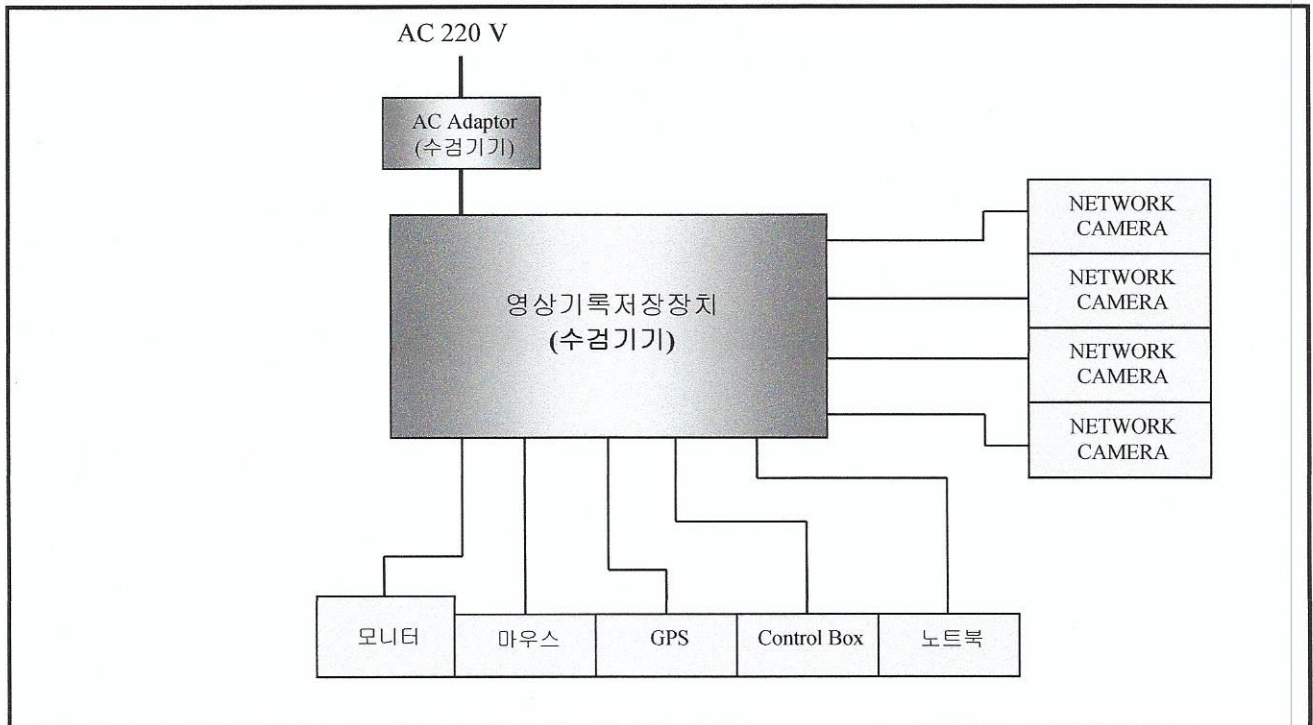 AC 220 V
AC Adaptor
(수검기기)
영상기록저장장치
(수검기기)
NETWORK
CAMERA
NETWORK
CAMERA
NETWORK
CAMERA
NETWORK
CAMERA
모니터
마우스
GPS
Control Box
노트북